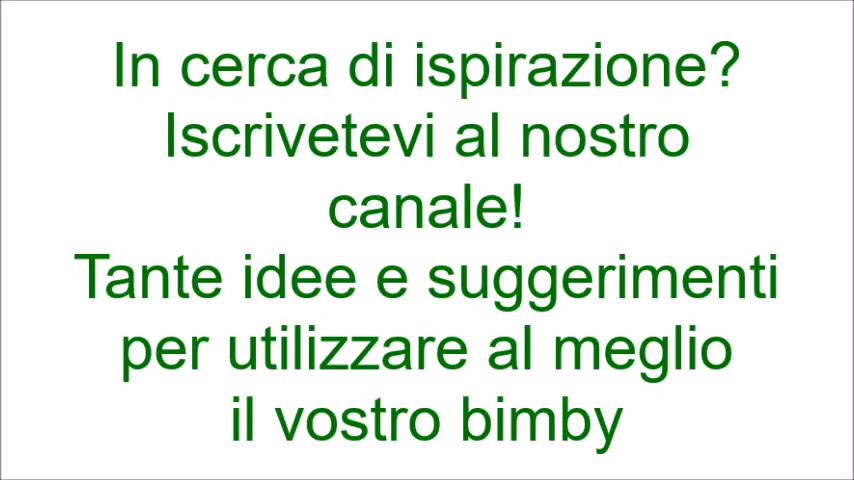 In cerca di ispirazione?
Iscrivetevi al nostro
canale!
Tante idee e suggerimenti
per utilizzare al meglio
il vostro bimby